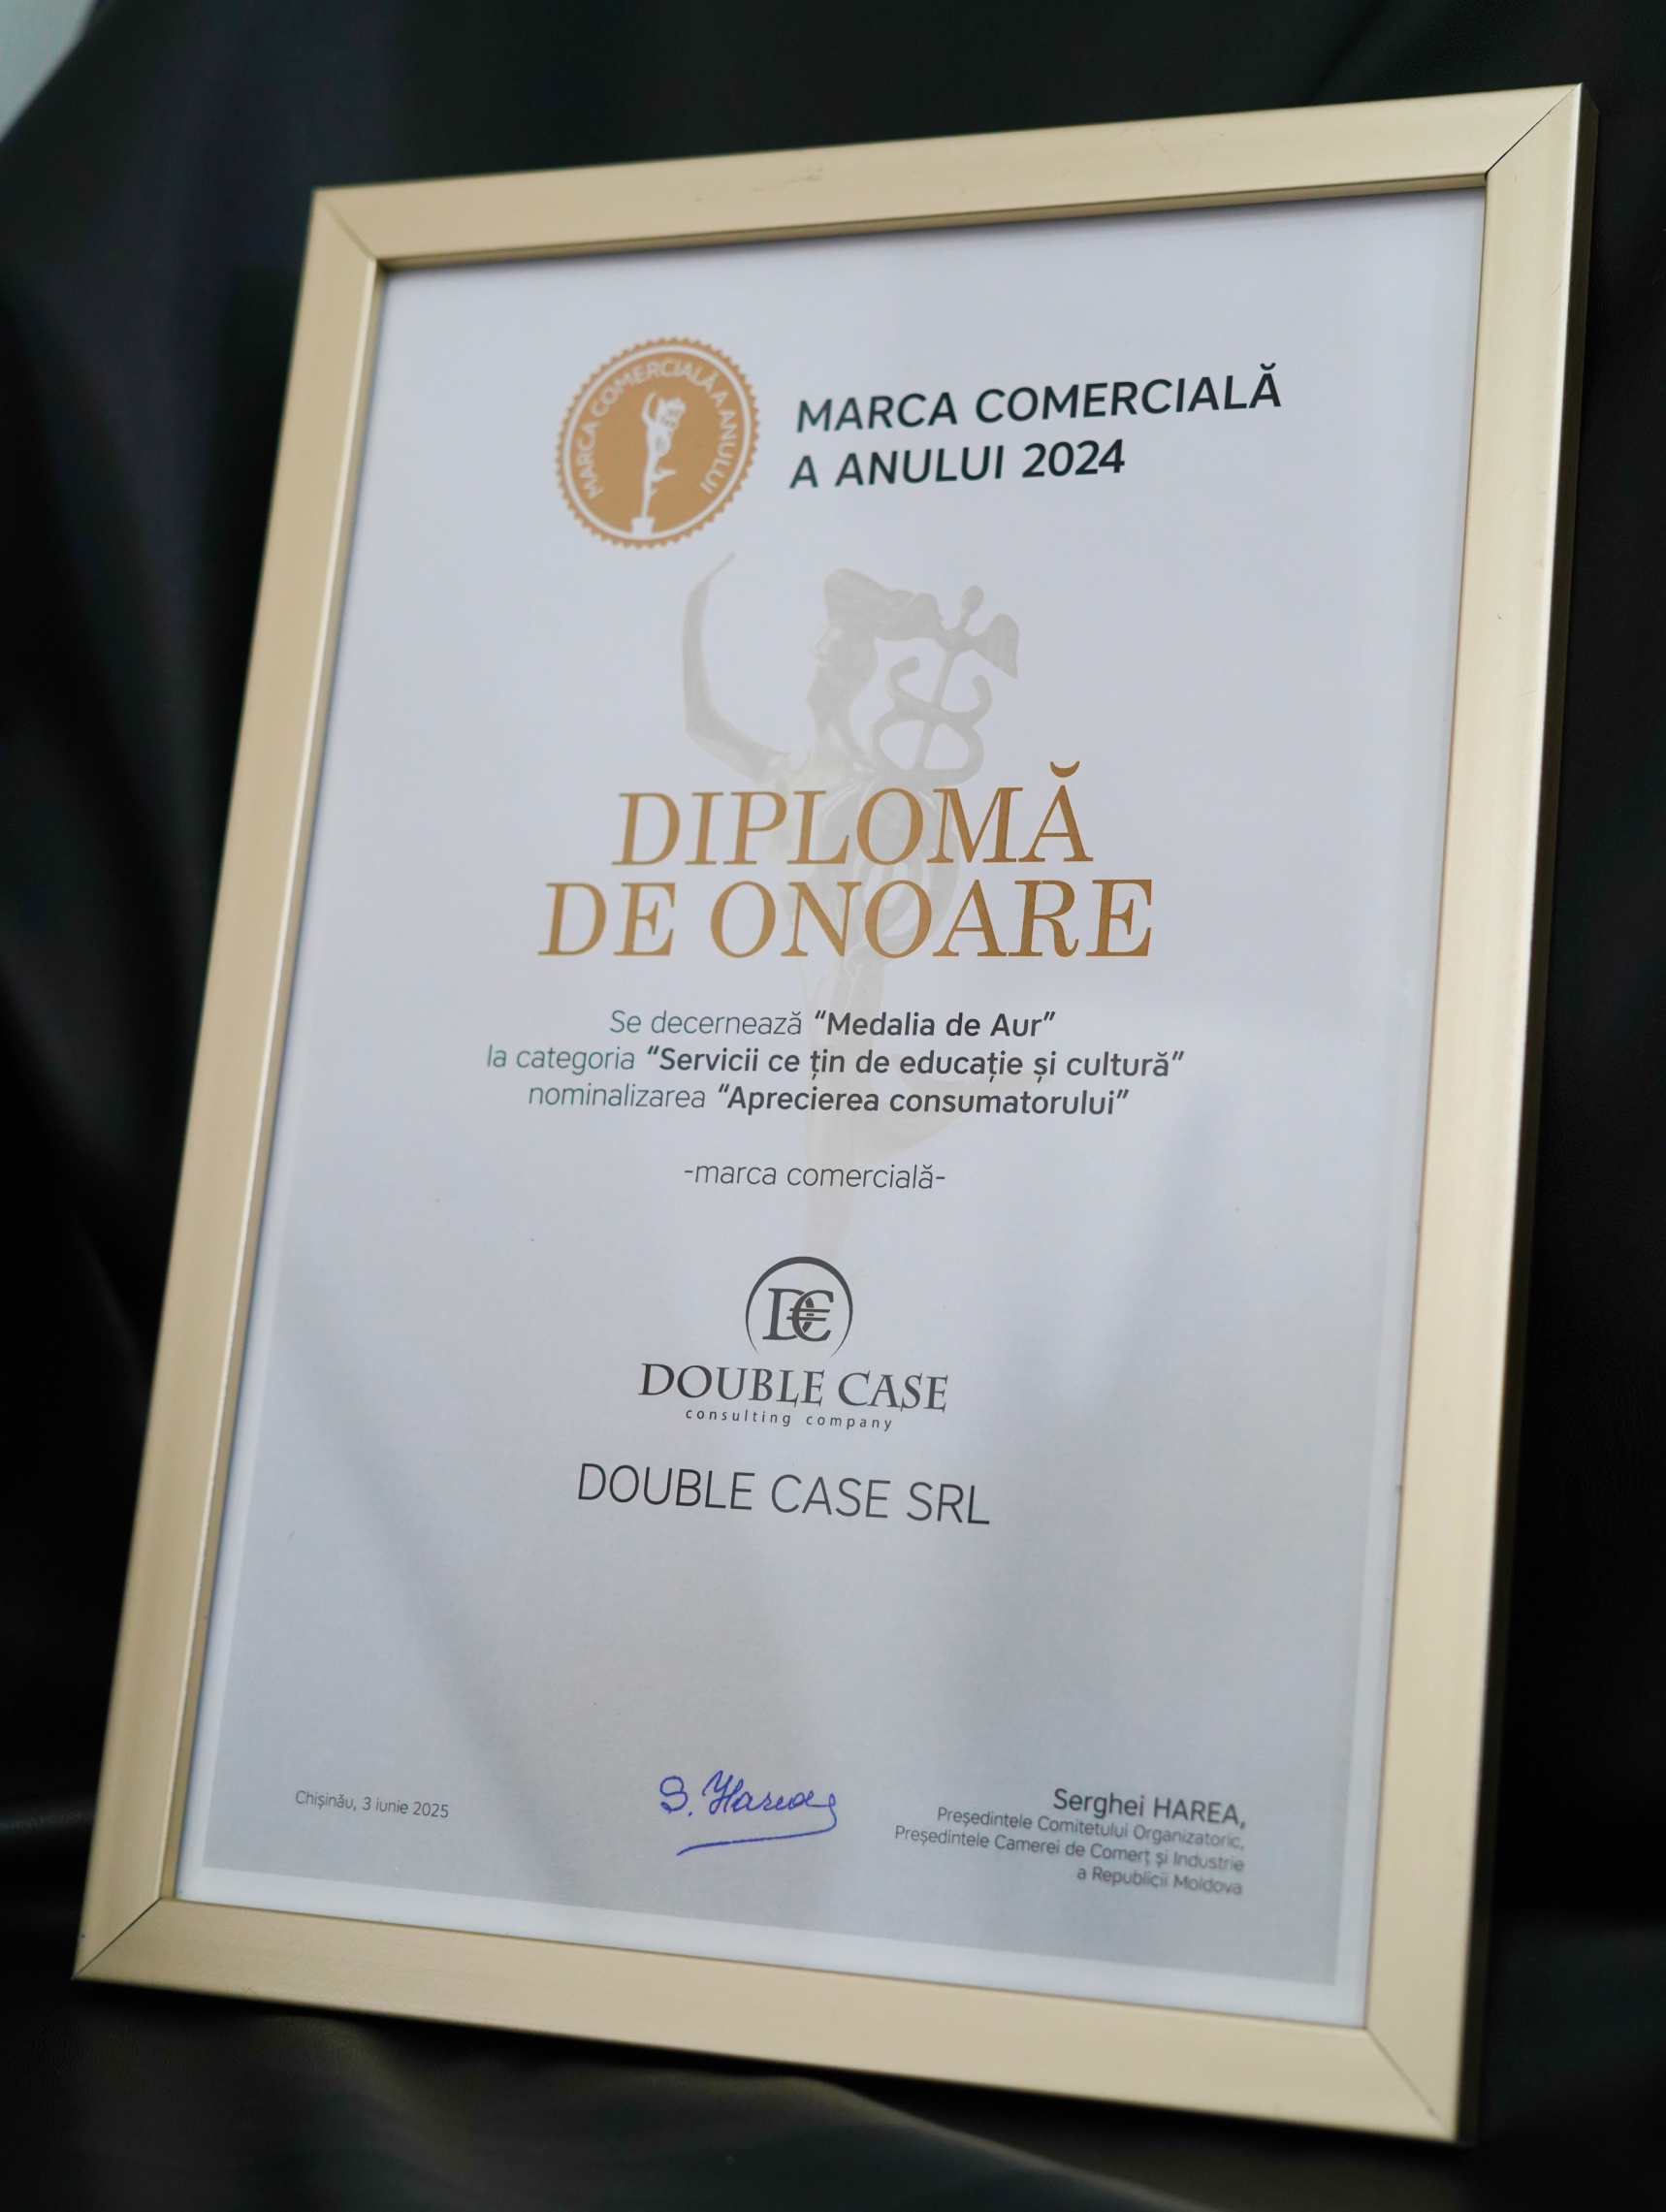 MARCA COMERCIALĂ A ANULUI
MARCA COMERCIALĂ
A ANULUI 2024
DIPLOMĂ
DE ONOARE
Se decernează “Medalia de Aur”
la categoria “Servicii ce țin de educație și cultură”
nominalizarea “Aprecierea consumatorului”
-marca comercială-
DC
DOUBLE CASE
consulting company
DOUBLE CASE SRL
Chișinău, 3 iunie 2025
S. Harea
Serghei HAREA,
Președintele Comitetului Organizatoric,
Președintele Camerei de Comerț și Industrie
a Republicii Moldova